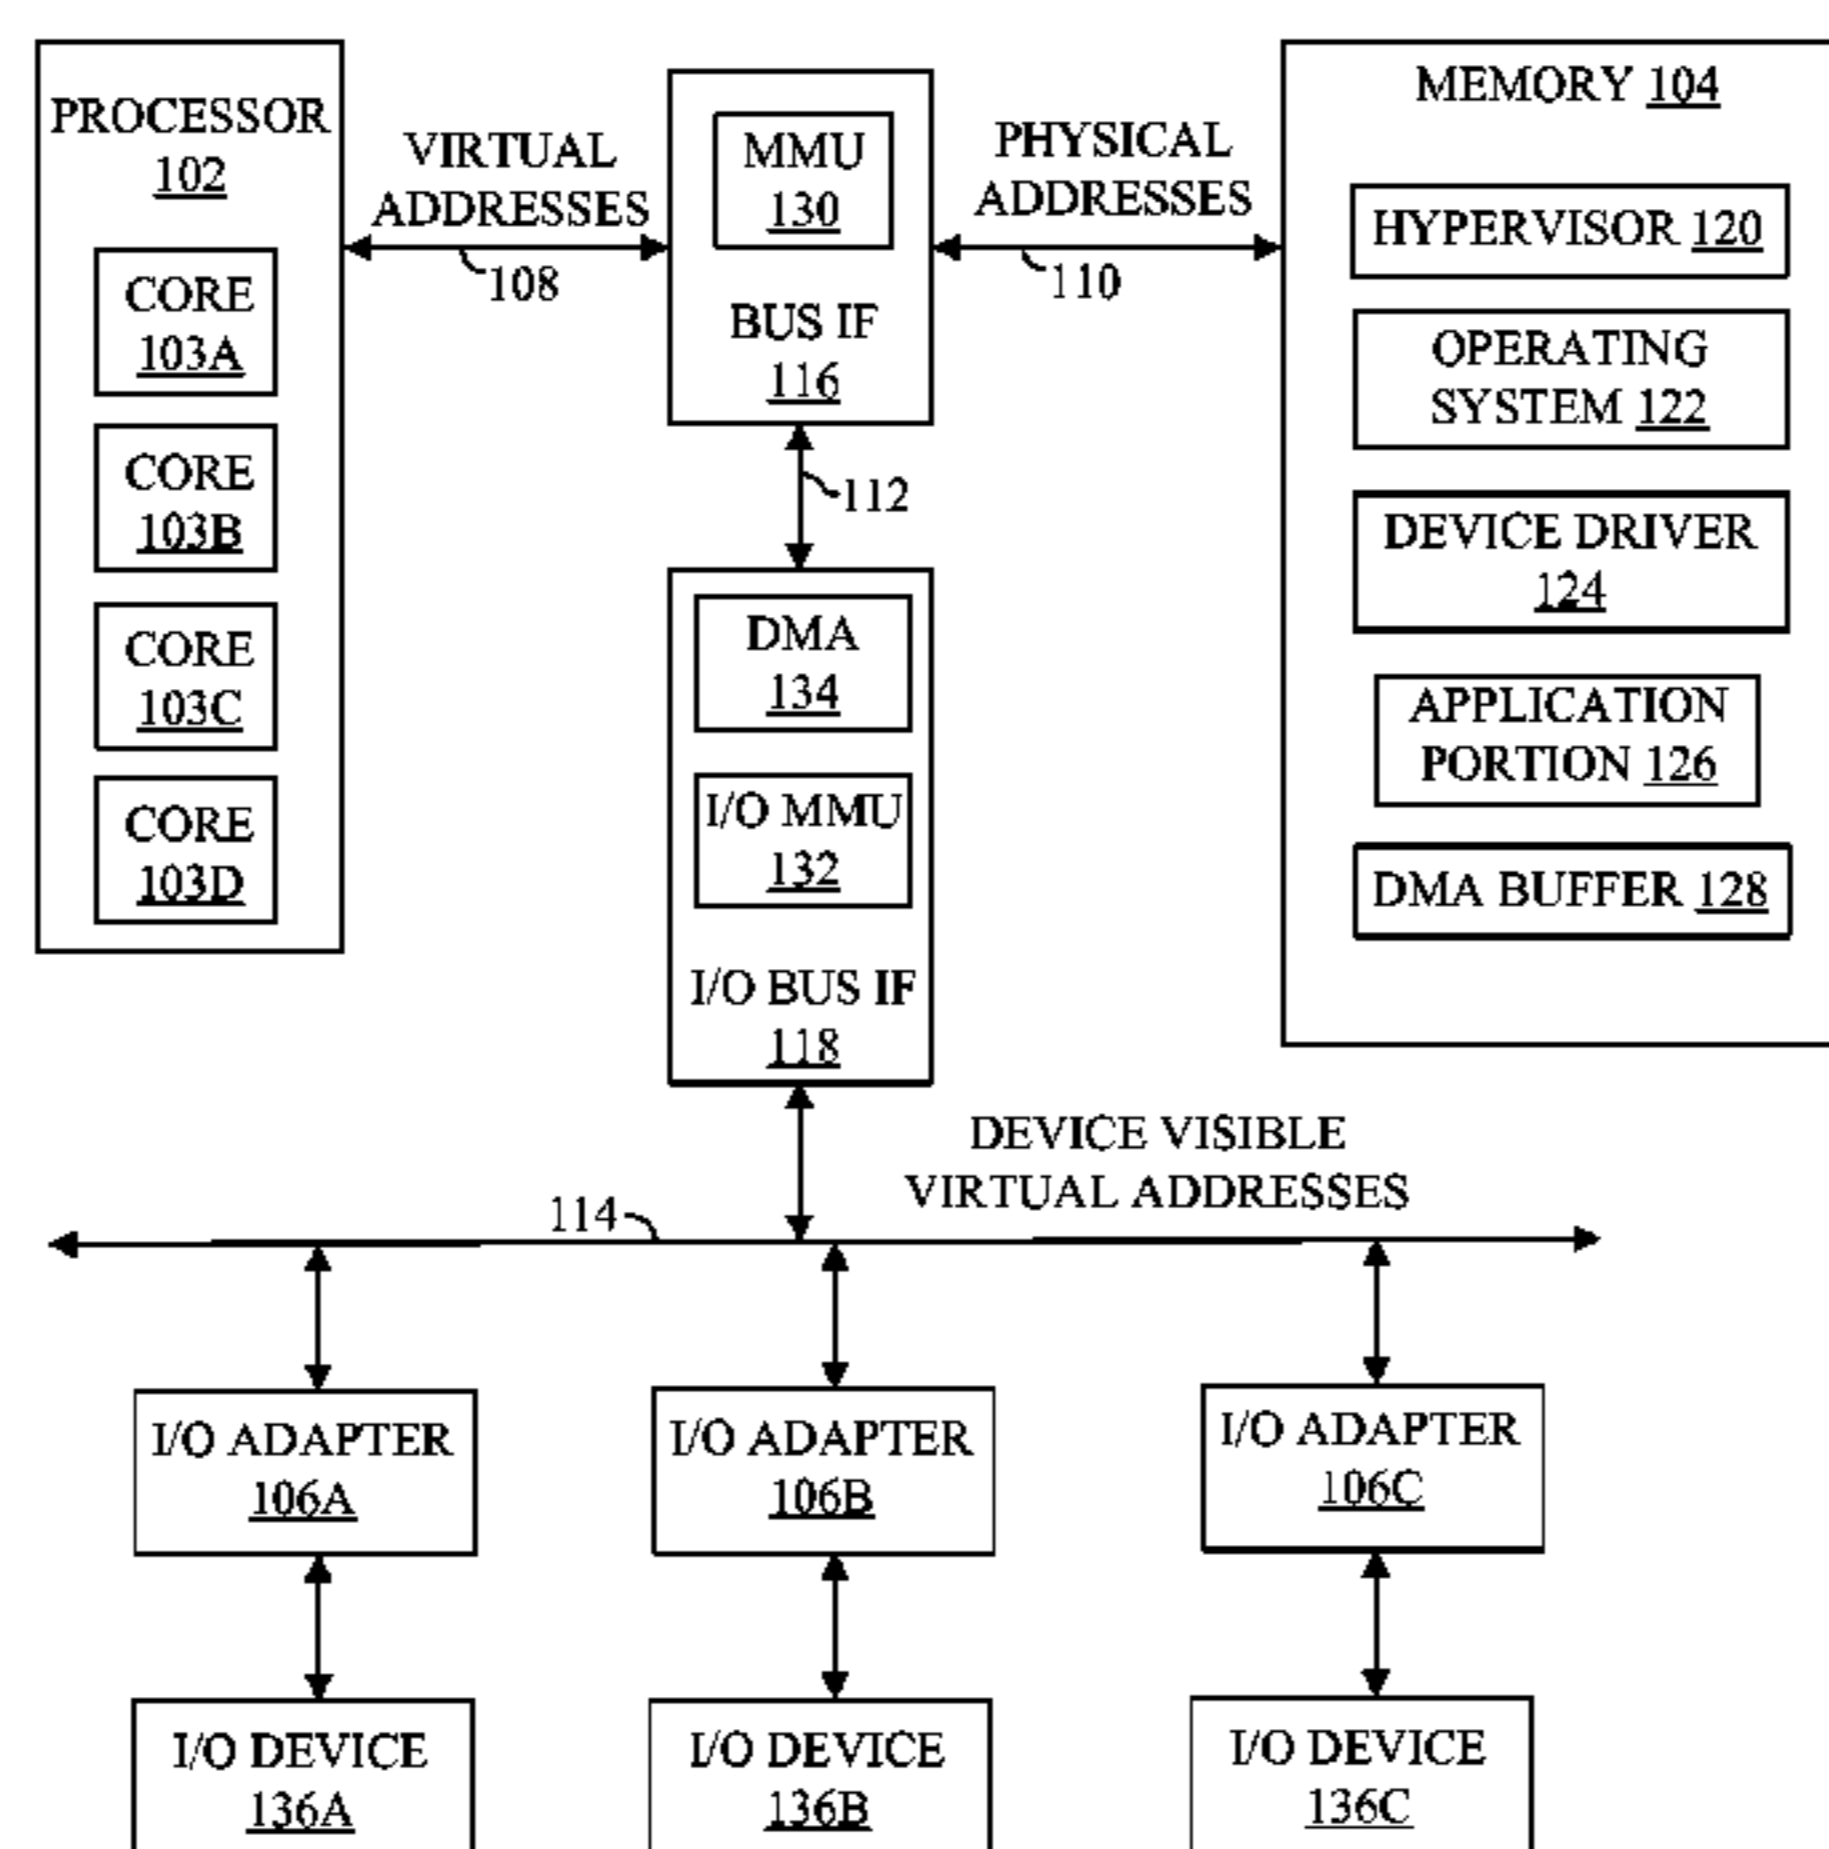 PROCESSOR
102
CORE
103A
CORE
103B
CORE
103C
CORE
103D
VIRTUAL
ADDRESSES
108
MMU
130
BUS IF
116
PHYSICAL
ADDRESSES
110
MEMORY 104
HYPERVISOR 120
OPERATING
SYSTEM 122
DEVICE DRIVER
124
APPLICATION
PORTION 126
DMA BUFFER 128
112
DMA
134
I/O MMU
132
I/O BUS IF
118
DEVICE VISIBLE
VIRTUAL ADDRESSES
114
I/O ADAPTER
106A
I/O ADAPTER
106B
I/O ADAPTER
106C
I/O DEVICE
136A
I/O DEVICE
136B
I/O DEVICE
136C